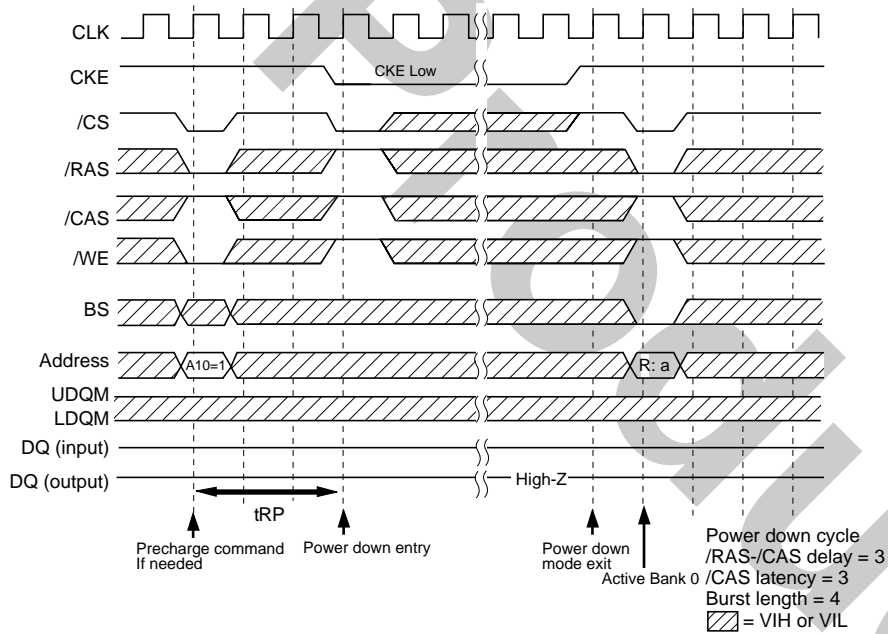 CLK
CKE
CKE Low
/CS
/RAS
/CAS
/WE
BS
Address
A10=1
R: a
UDQM
LDQM
DQ (input)
DQ (output)
High-Z
tRP
Precharge command
If needed
Power down entry
Power down
mode exit
Active Bank 0
Power down cycle
/RAS-/CAS delay = 3
/CAS latency = 3
Burst length = 4
= VIH or VIL